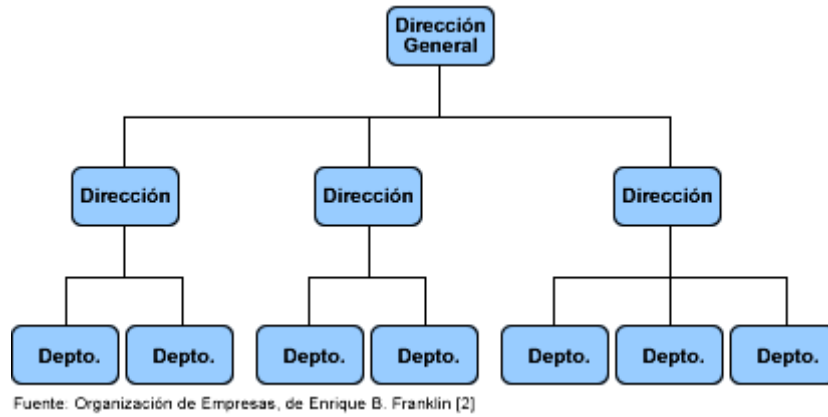 Dirección
General
Dirección
Dirección
Dirección
Depto.
Depto.
Depto.
Depto.
Depto.
Depto.
Depto.
Fuente: Organización de Empresas, de Enrique B. Franklin [2]